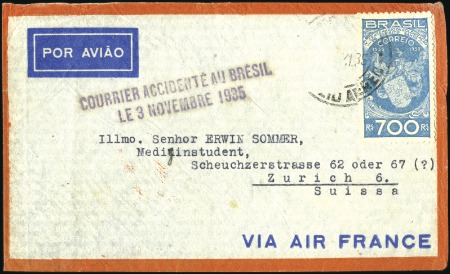 POR AVIÃO
BRASIL
CORREIO
Rs 700 Rs
COURRIER ACCIDENTÉ AU BRÉSIL
LE 3 NOVEMBRE 1935
Illmo. Senhor ERWIN SOMMER,
Medizinstudent,
Scheuchzerstrasse 62 oder 67 (?)
Zurich 6.
Suissa
VIA AIR FRANCE